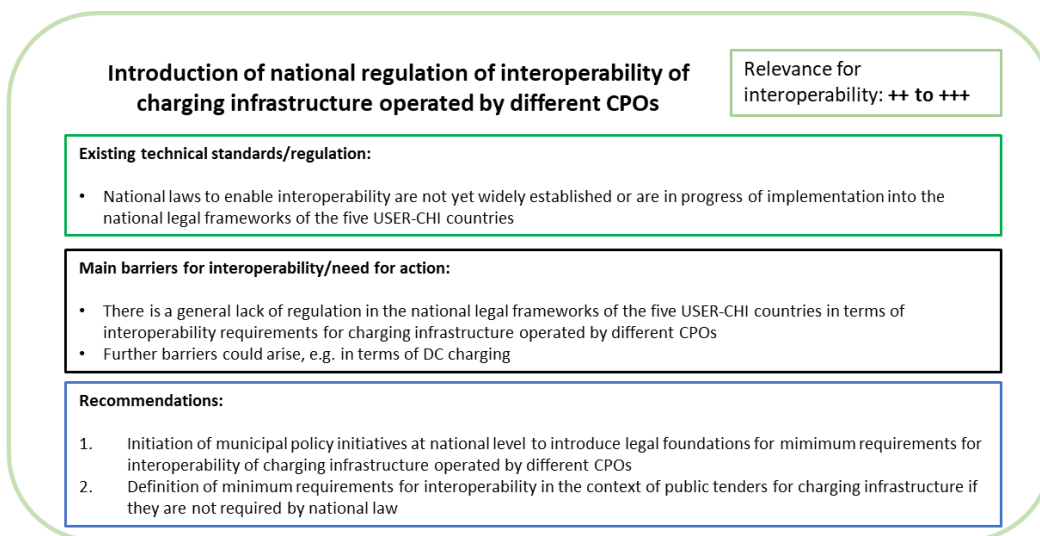 Introduction of national regulation of interoperability of
charging infrastructure operated by different CPOs
Relevance for
interoperability: ++ to +++
Existing technical standards/regulation:
• National laws to enable interoperability are not yet widely established or are in progress of implementation into the
national legal frameworks of the five USER-CHI countries
Main barriers for interoperability/need for action:
• There is a general lack of regulation in the national legal frameworks of the five USER-CHI countries in terms of
interoperability requirements for charging infrastructure operated by different CPOs
• Further barriers could arise, e.g. in terms of DC charging
Recommendations:
1. Initiation of municipal policy initiatives at national level to introduce legal foundations for mimimum requirements for
interoperability of charging infrastructure operated by different CPOs
2. Definition of minimum requirements for interoperability in the context of public tenders for charging infrastructure if
they are not required by national law